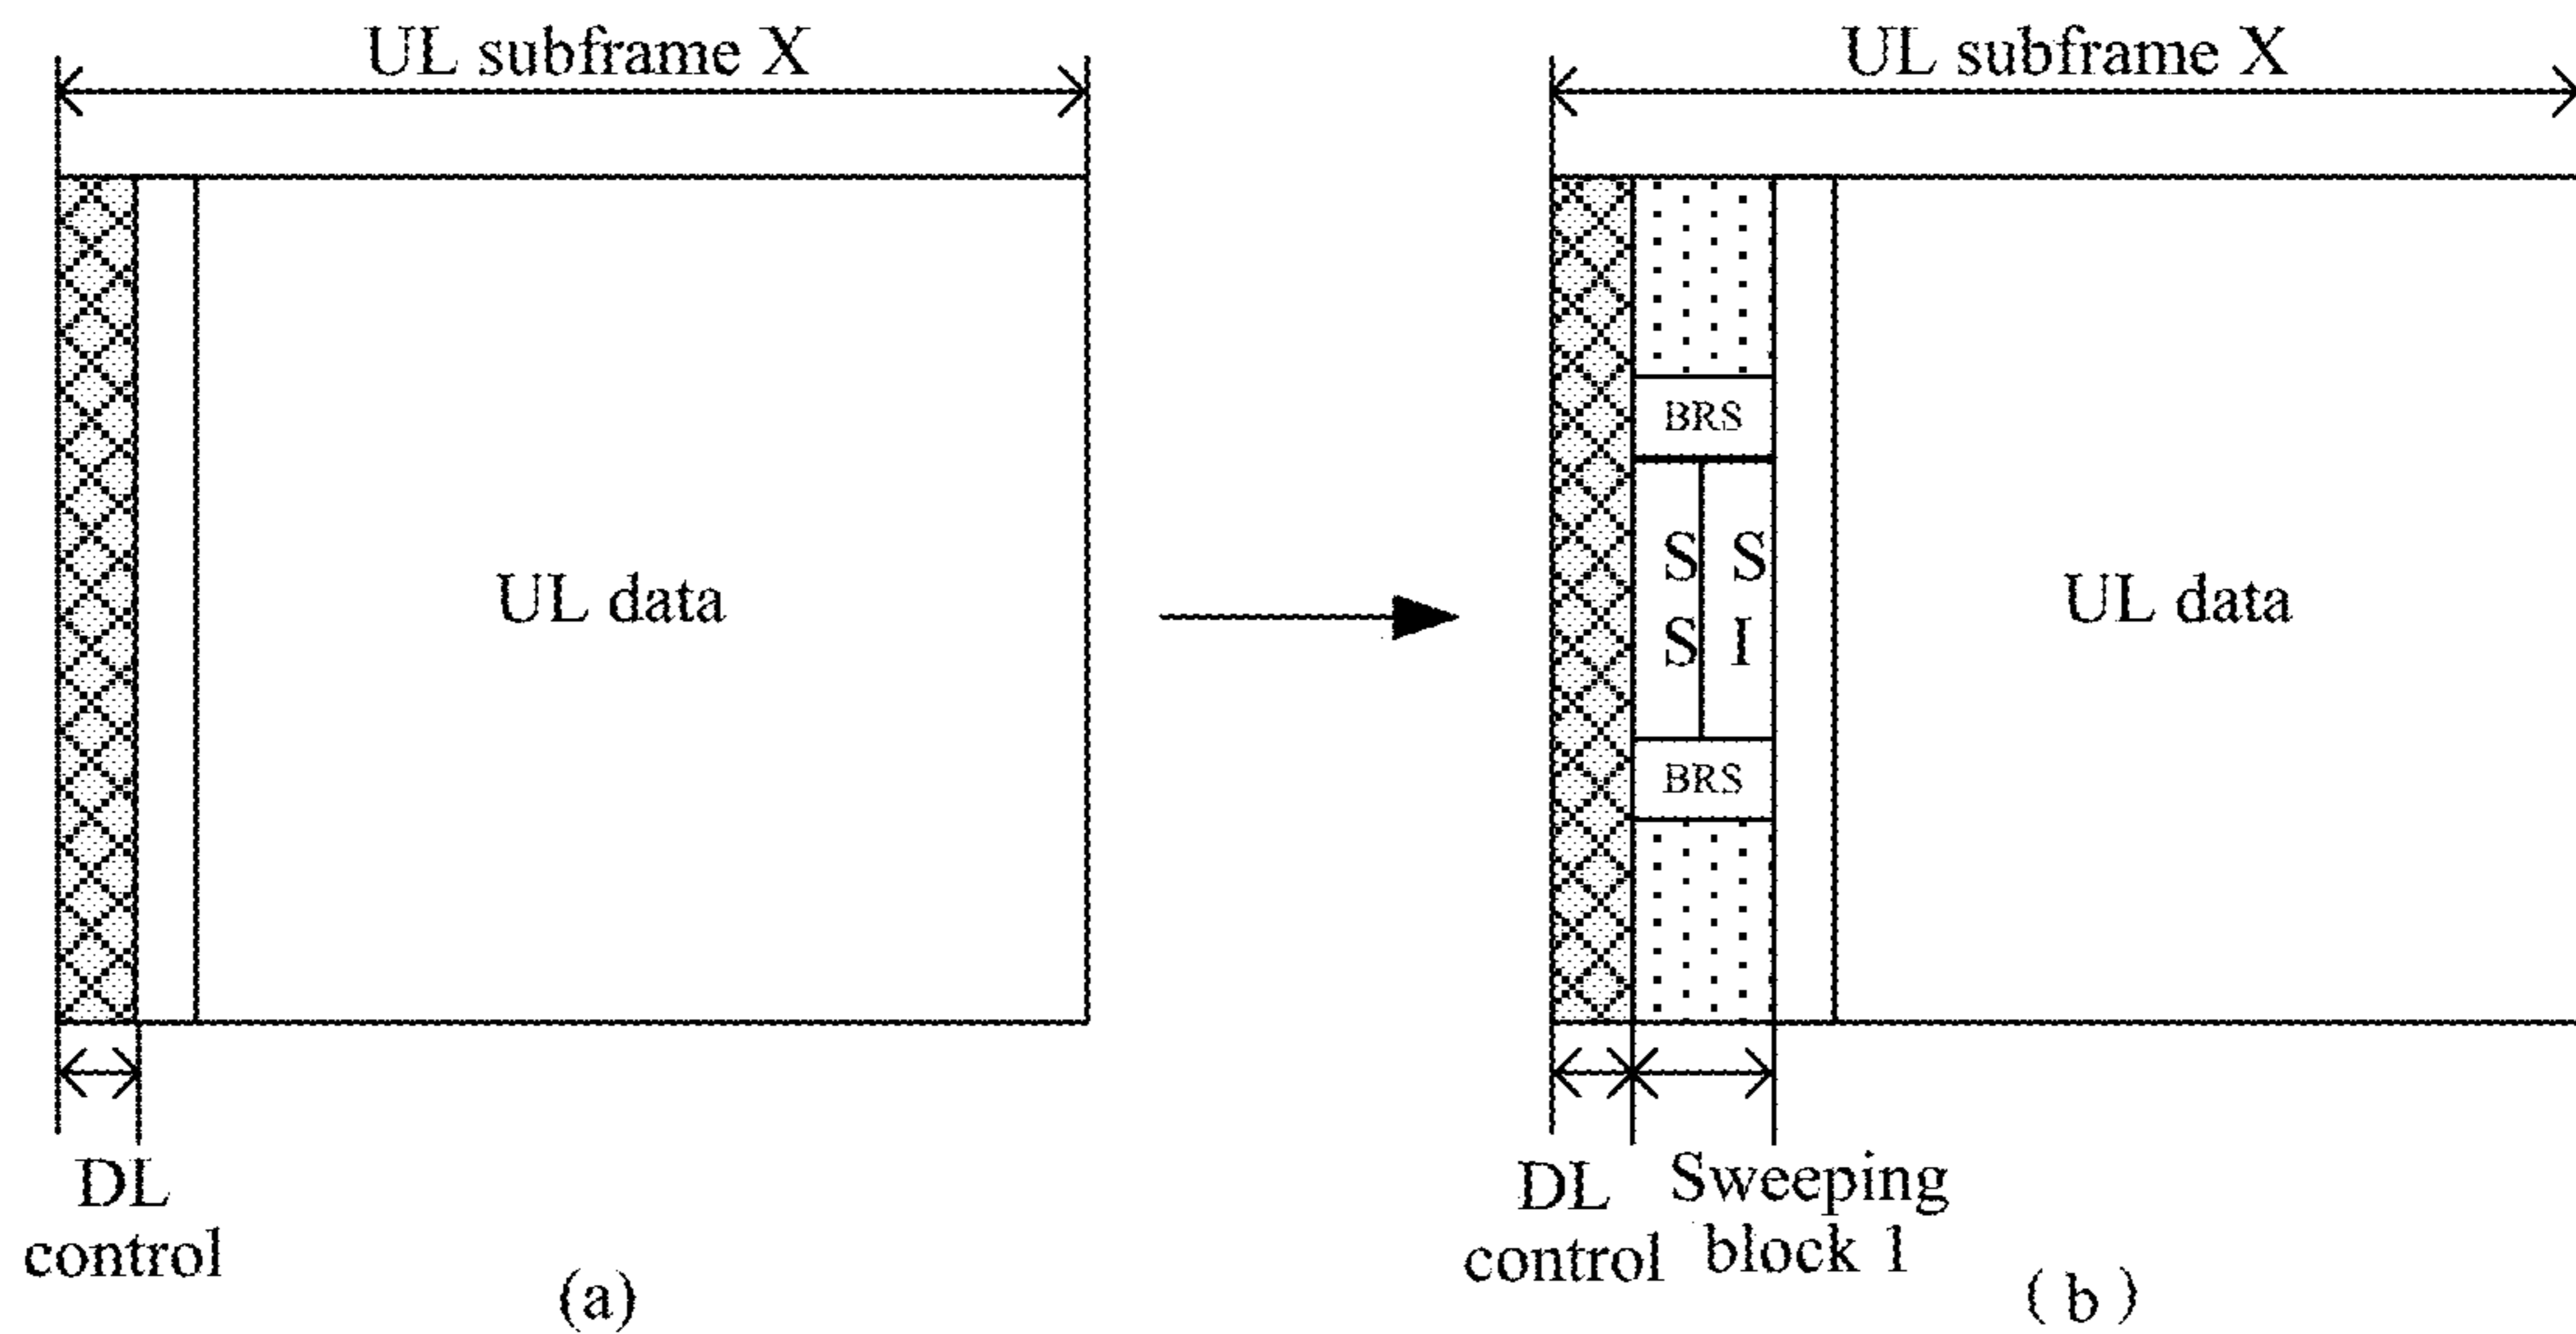 UL subframe X
UL data
DL
control
(a)
UL subframe X
BRS
S S
S I
BRS
UL data
DL
control
Sweeping
block 1
( b )